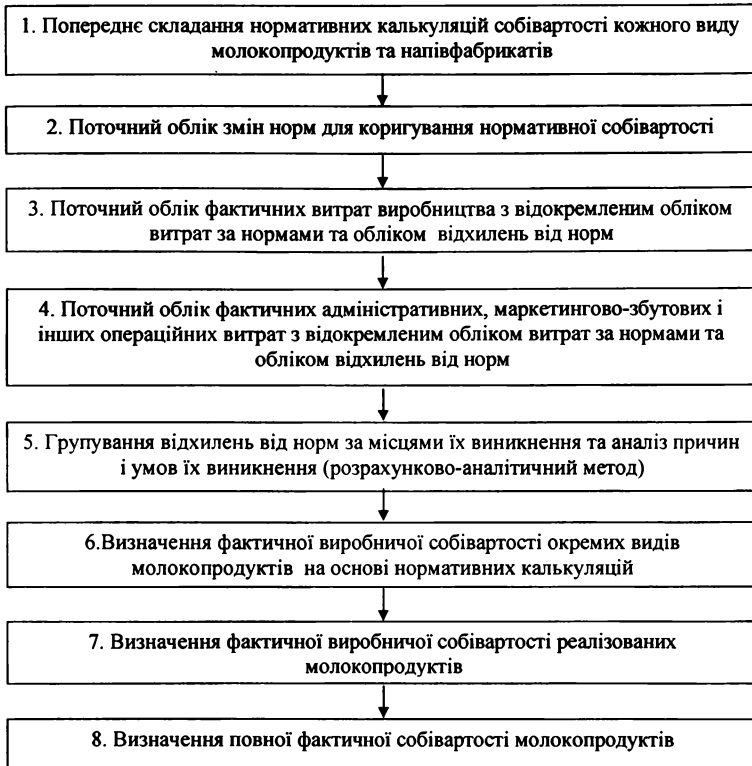 1. Попереднє складання нормативних калькуляцій собівартості кожного виду
молокопродуктів та напівфабрикатів
2. Поточний облік змін норм для коригування нормативної собівартості
3. Поточний облік фактичних витрат виробництва з відокремленим обліком
витрат за нормами та обліком відхилень від норм
4. Поточний облік фактичних адміністративних, маркетингово-збутових і
інших операційних витрат з відокремленим обліком витрат за нормами та
обліком відхилень від норм
5. Групування відхилень від норм за місцями їх виникнення та аналіз причин
і умов їх виникнення (розрахунково-аналітичний метод)
6.Визначення фактичної виробничої собівартості окремих видів
молокопродуктів на основі нормативних калькуляцій
7. Визначення фактичної виробничої собівартості реалізованих
молокопродуктів
8. Визначення повної фактичної собівартості молокопродуктів